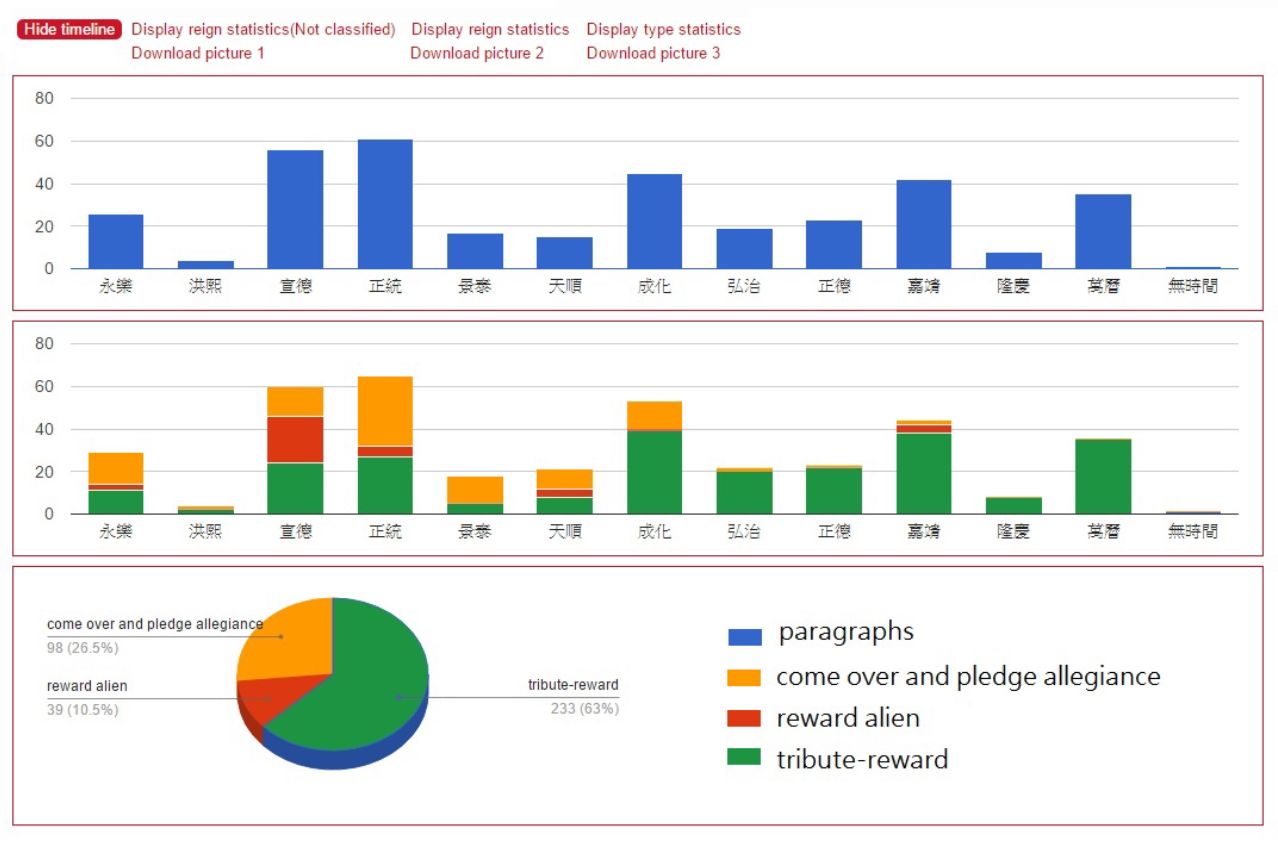 Hide timeline Display reign statistics(Not classified) Display reign statistics Display type statistics
Download picture 1 Download picture 2 Download picture 3
80
60
40
20
0
永樂 洪熙 宣德 正統 景泰 天順 成化 弘治 正德 嘉靖 隆慶 萬曆 無時間
80
60
40
20
0
永樂 洪熙 宣德 正統 景泰 天順 成化 弘治 正德 嘉靖 隆慶 萬曆 無時間
come over and pledge allegiance
98 (26.5%)
reward alien
39 (10.5%)
tribute-reward
233 (63%)
paragraphs
come over and pledge allegiance
reward alien
tribute-reward